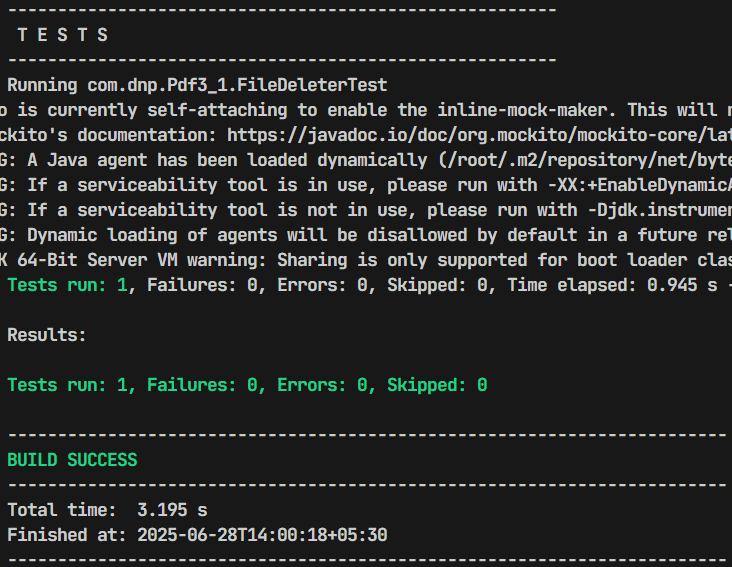 -------------------------------------------------------
T E S T S
-------------------------------------------------------
Running com.dnp.Pdf3_1.FileDeleterTest
o is currently self-attaching to enable the inline-mock-maker. This will
ckito's documentation: https://javadoc.io/doc/org.mockito/mockito-core/lat
G: A Java agent has been loaded dynamically (/root/.m2/repository/net/byte
G: If a serviceability tool is in use, please run with -XX:+EnableDynamicA
G: If a serviceability tool is not in use, please run with -Djdk.instrumen
G: Dynamic loading of agents will be disallowed by default in a future rel
K 64-Bit Server VM warning: Sharing is only supported for boot loader clas
Tests run: 1, Failures: 0, Errors: 0, Skipped: 0, Time elapsed: 0.945 s -
Results:
Tests run: 1, Failures: 0, Errors: 0, Skipped: 0
------------------------------------------------------------------------
BUILD SUCCESS
------------------------------------------------------------------------
Total time:  3.195 s
Finished at: 2025-06-28T14:00:18+05:30
------------------------------------------------------------------------